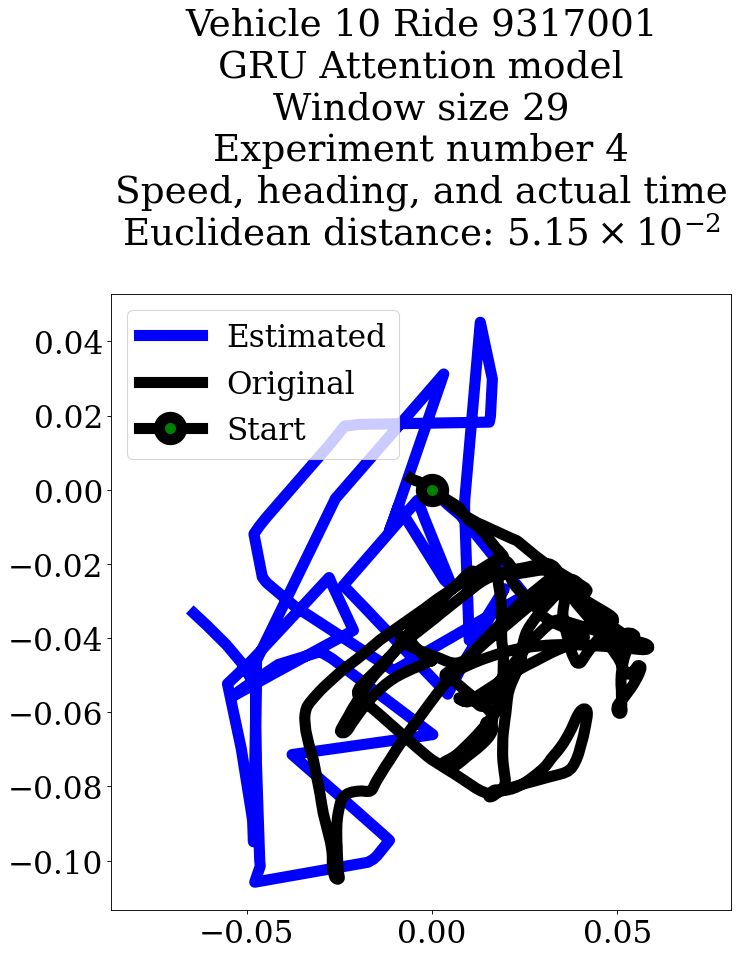 Vehicle 10 Ride 9317001
GRU Attention model
Window size 29
Experiment number 4
Speed, heading, and actual time
Euclidean distance: 5.15 × 10⁻²
Estimated
Original
Start
0.04
0.02
0.00
−0.02
−0.04
−0.06
−0.08
−0.10
−0.05
0.00
0.05